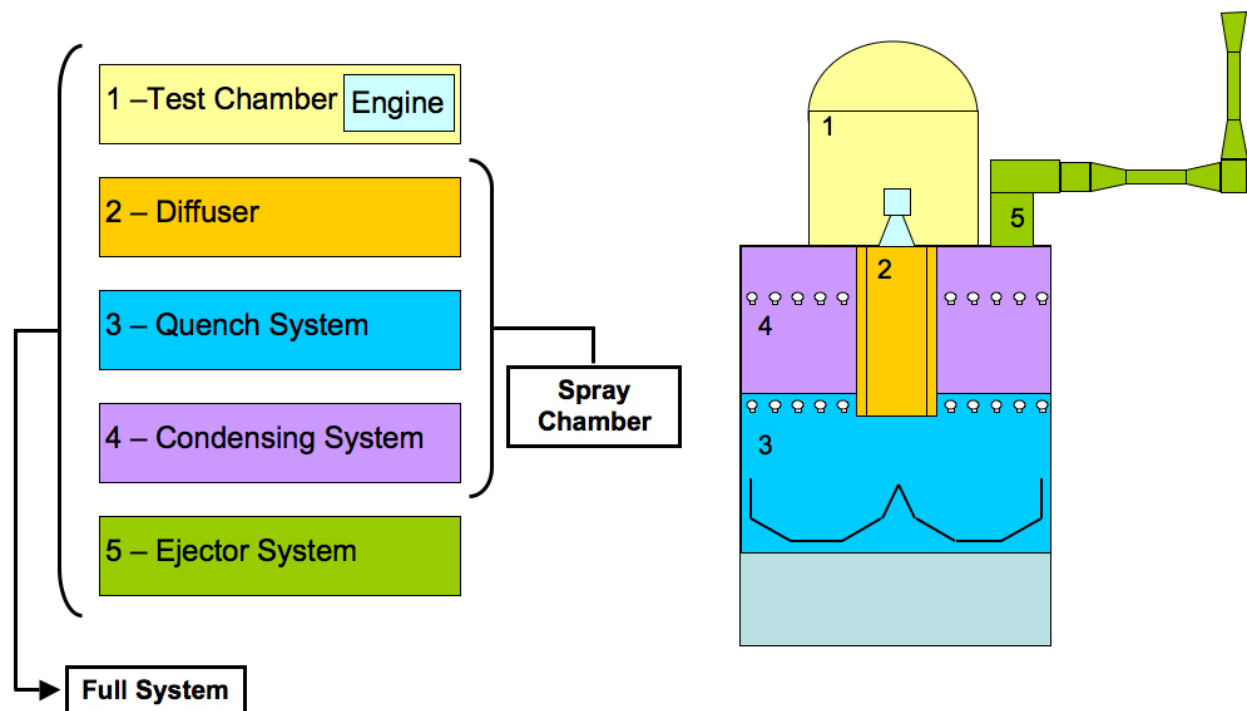 1 –Test Chamber
Engine
2 – Diffuser
3 – Quench System
4 – Condensing System
5 – Ejector System
Spray
Chamber
Full System
1
2
3
4
5